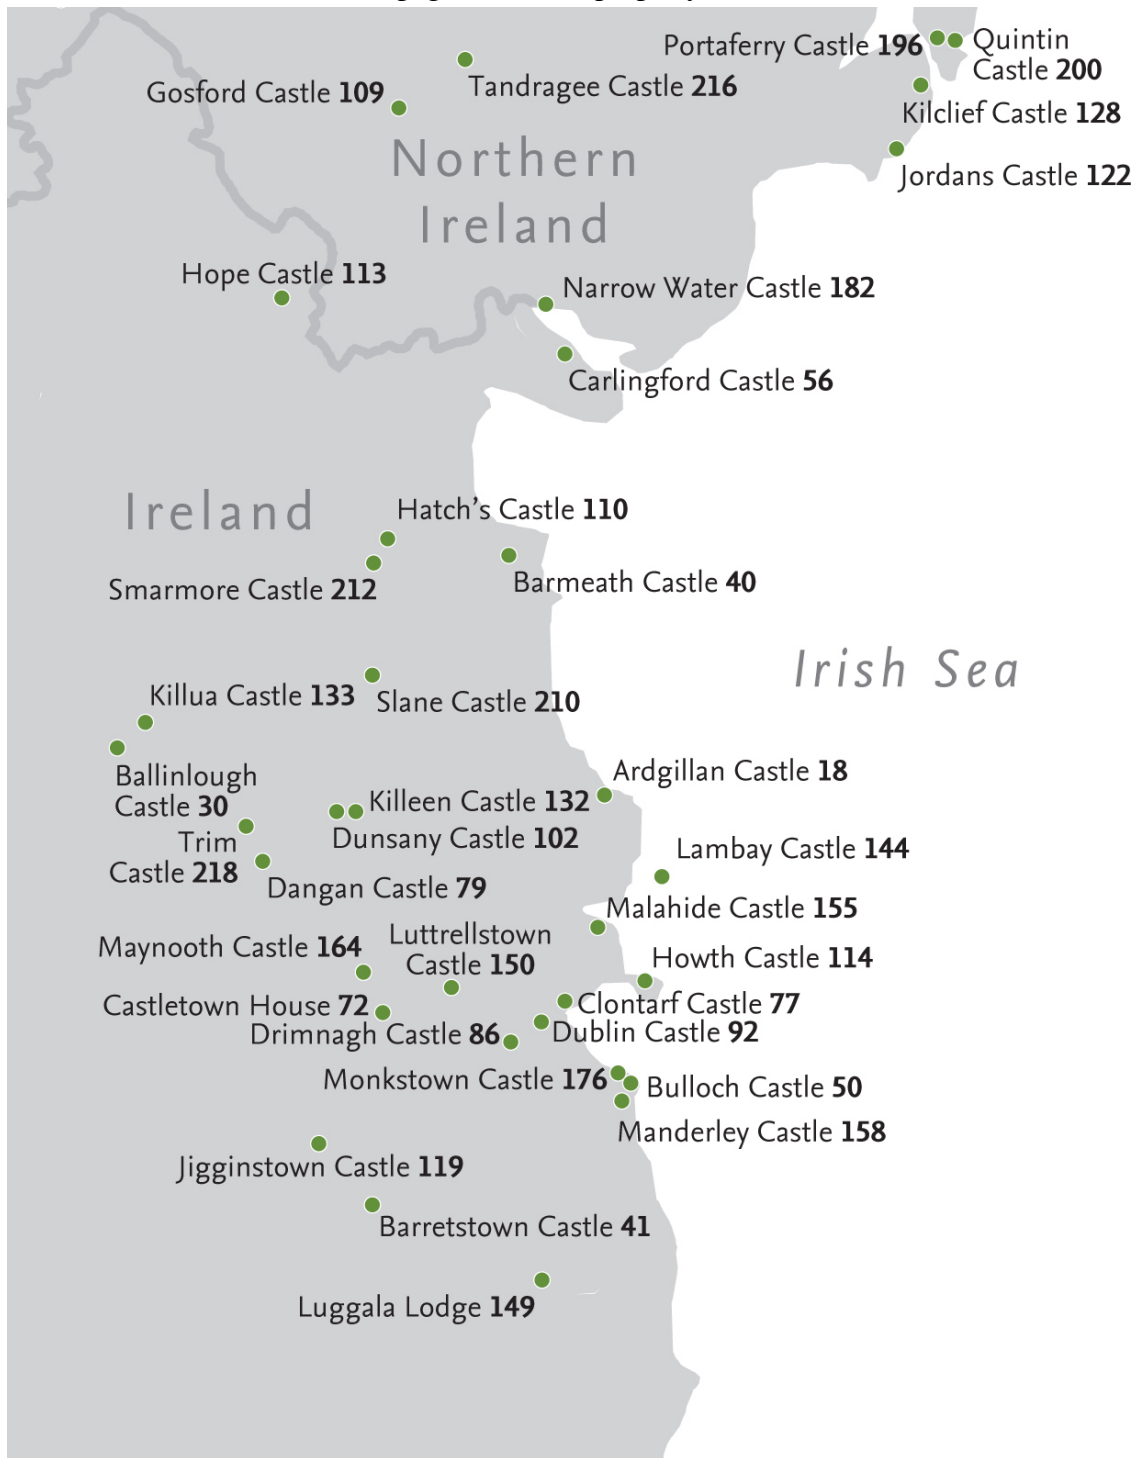 Portaferry Castle 196
Quintin
Castle 200
Tandragee Castle 216
Gosford Castle 109
Kilclief Castle 128
Northern
Ireland
Jordans Castle 122
Hope Castle 113
Narrow Water Castle 182
Carlingford Castle 56
Ireland
Hatch's Castle 110
Smarmore Castle 212
Barmeath Castle 40
Irish Sea
Killua Castle 133
Slane Castle 210
Ballinlough
Castle 30
Ardgillan Castle 18
Killeen Castle 132
Trim
Castle 218
Dunsany Castle 102
Lambay Castle 144
Dangan Castle 79
Malahide Castle 155
Maynooth Castle 164
Luttrellstown
Castle 150
Howth Castle 114
Castletown House 72
Clontarf Castle 77
Drimnagh Castle 86
Dublin Castle 92
Monkstown Castle 176
Bulloch Castle 50
Manderley Castle 158
Jigginstown Castle 119
Barretstown Castle 41
Luggala Lodge 149